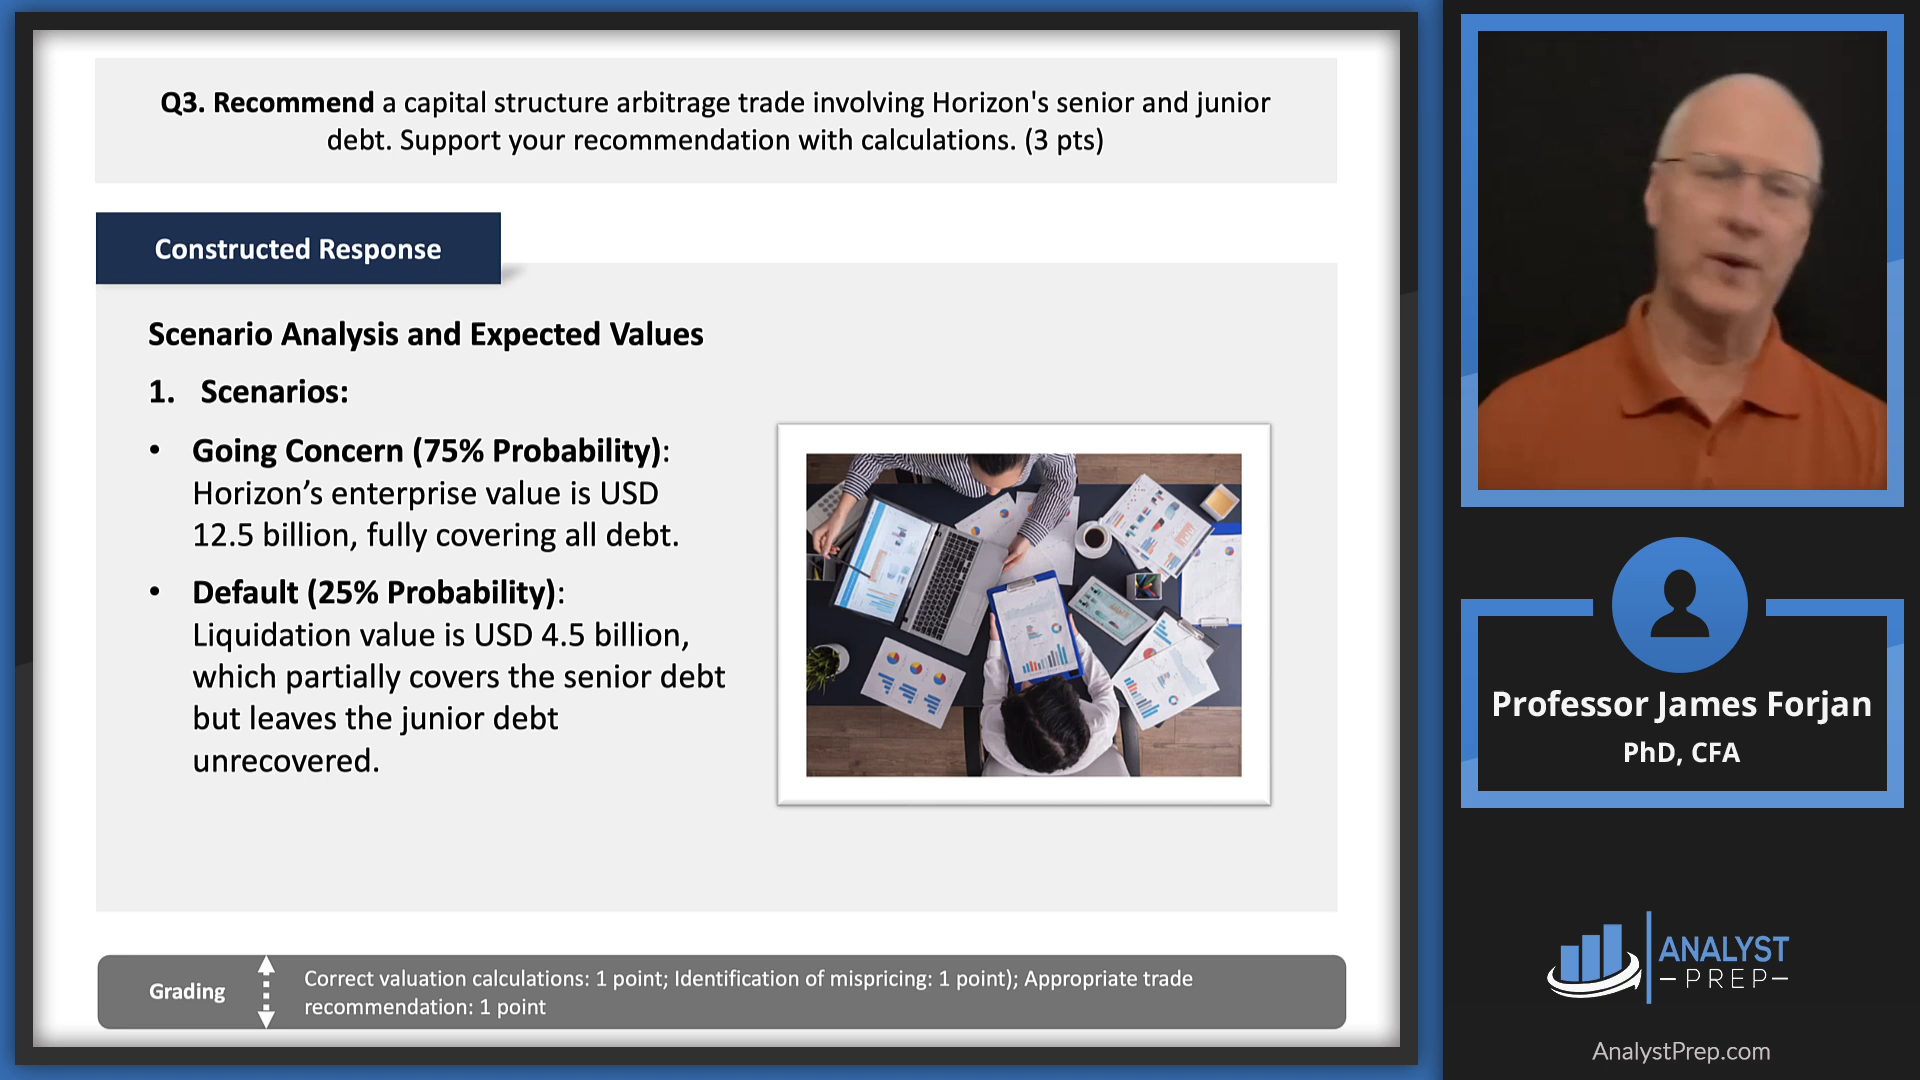 Q3. Recommend a capital structure arbitrage trade involving Horizon's senior and junior
debt. Support your recommendation with calculations. (3 pts)
Constructed Response
Scenario Analysis and Expected Values
1. Scenarios:
• Going Concern (75% Probability):
Horizon’s enterprise value is USD
12.5 billion, fully covering all debt.
• Default (25% Probability):
Liquidation value is USD 4.5 billion,
which partially covers the senior debt
but leaves the junior debt
unrecovered.
Grading
Correct valuation calculations: 1 point; Identification of mispricing: 1 point); Appropriate trade
recommendation: 1 point
Professor James Forjan
PhD, CFA
ANALYST
PREP
AnalystPrep.com